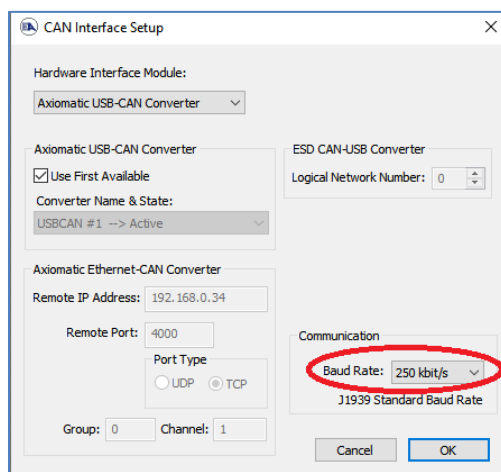 CAN Interface Setup
Hardware Interface Module:
Axiomatic USB-CAN Converter
Axiomatic USB-CAN Converter
Use First Available
Converter Name & State:
USBCAN #1 --> Active
ESD CAN-USB Converter
Logical Network Number: 0
Axiomatic Ethernet-CAN Converter
Remote IP Address: 192.168.0.34
Remote Port: 4000
Port Type
UDP TCP
Group: 0 Channel: 1
Communication
Baud Rate: 250 kbit/s
J1939 Standard Baud Rate
Cancel OK